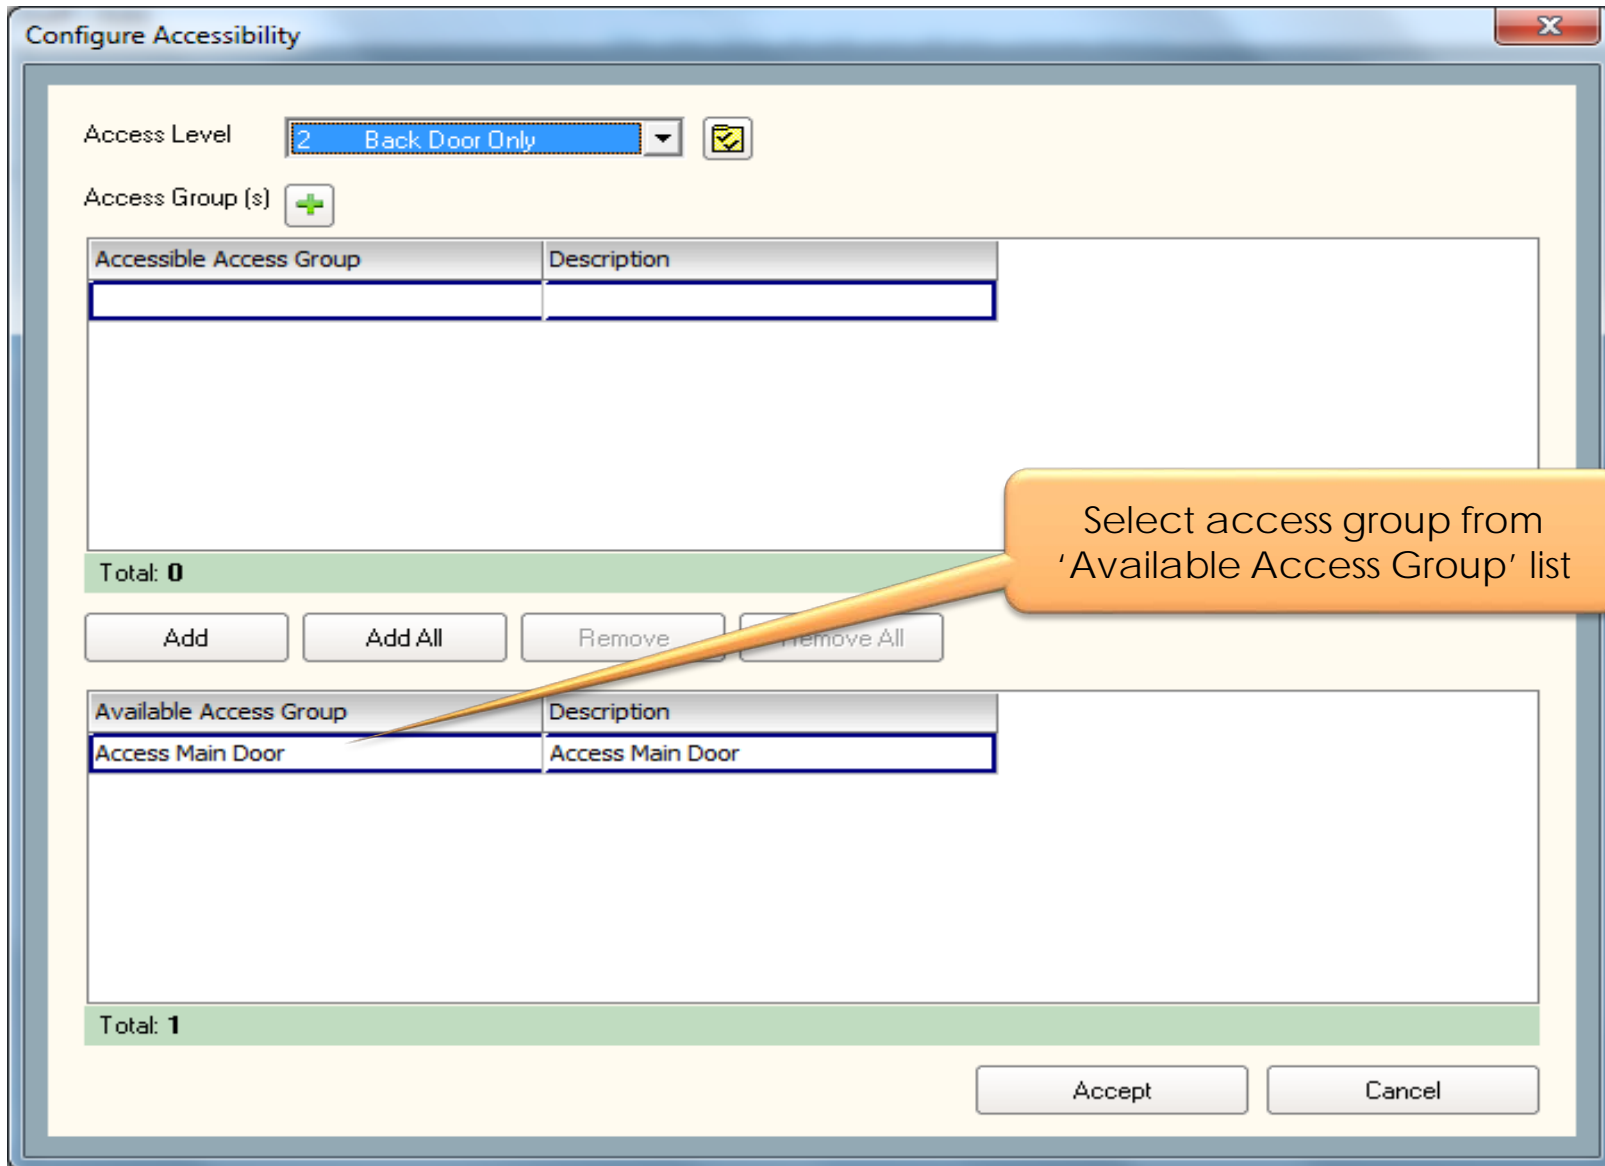 Configure Accessibility
Access Level 2 Back Door Only
Access Group (s)
Accessible Access Group Description
Select access group from
‘Available Access Group’ list
Total: 0
Add Add All Remove Remove All
Available Access Group Description
Access Main Door Access Main Door
Total: 1
Accept Cancel